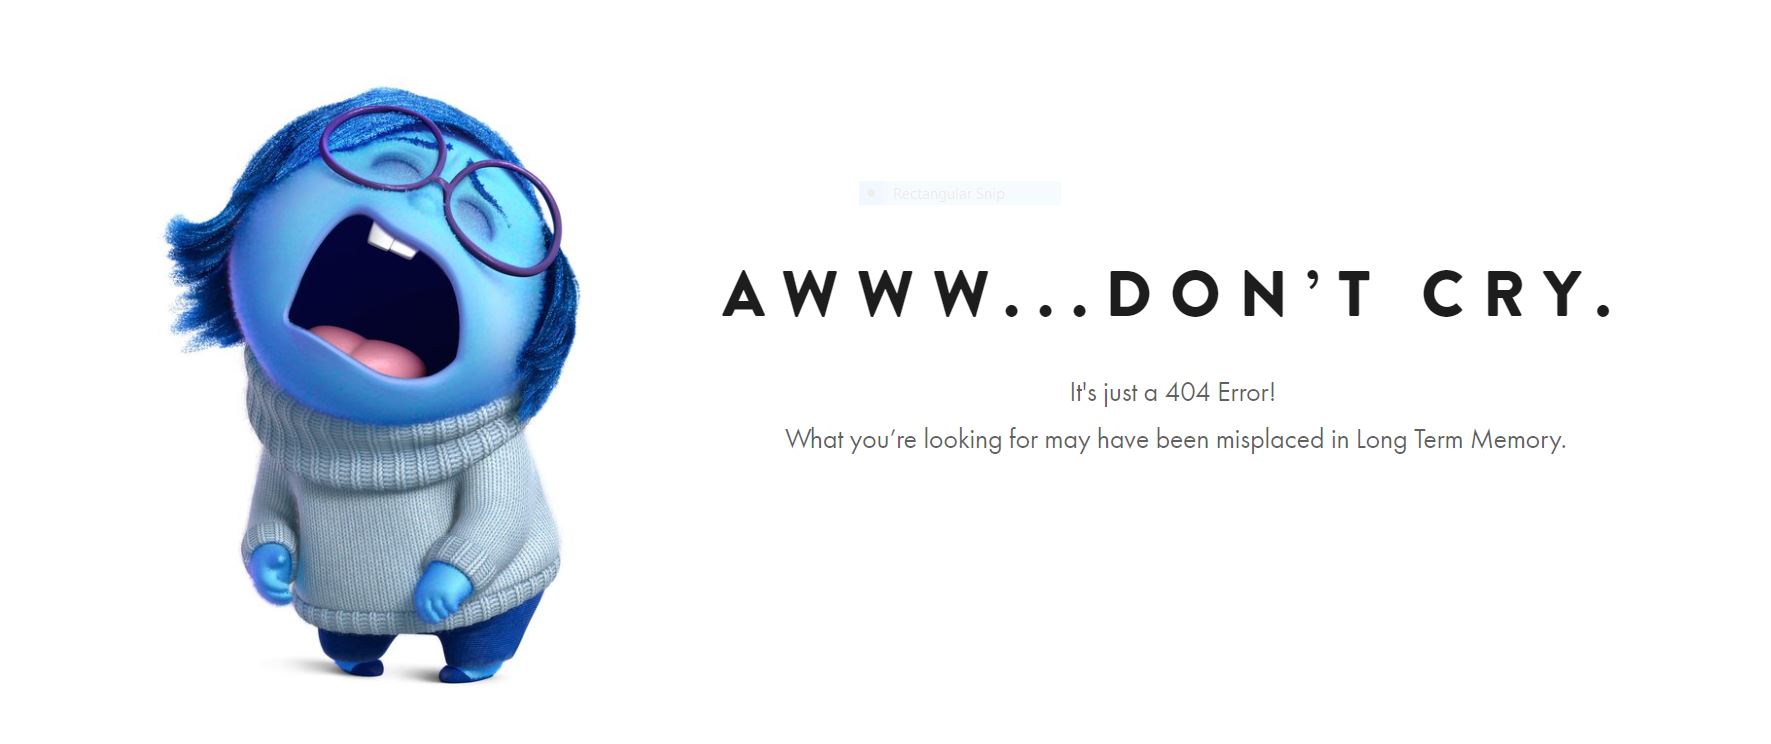 Rectangular Snip
AWWW...DON’T CRY.
It's just a 404 Error!
What you’re looking for may have been misplaced in Long Term Memory.